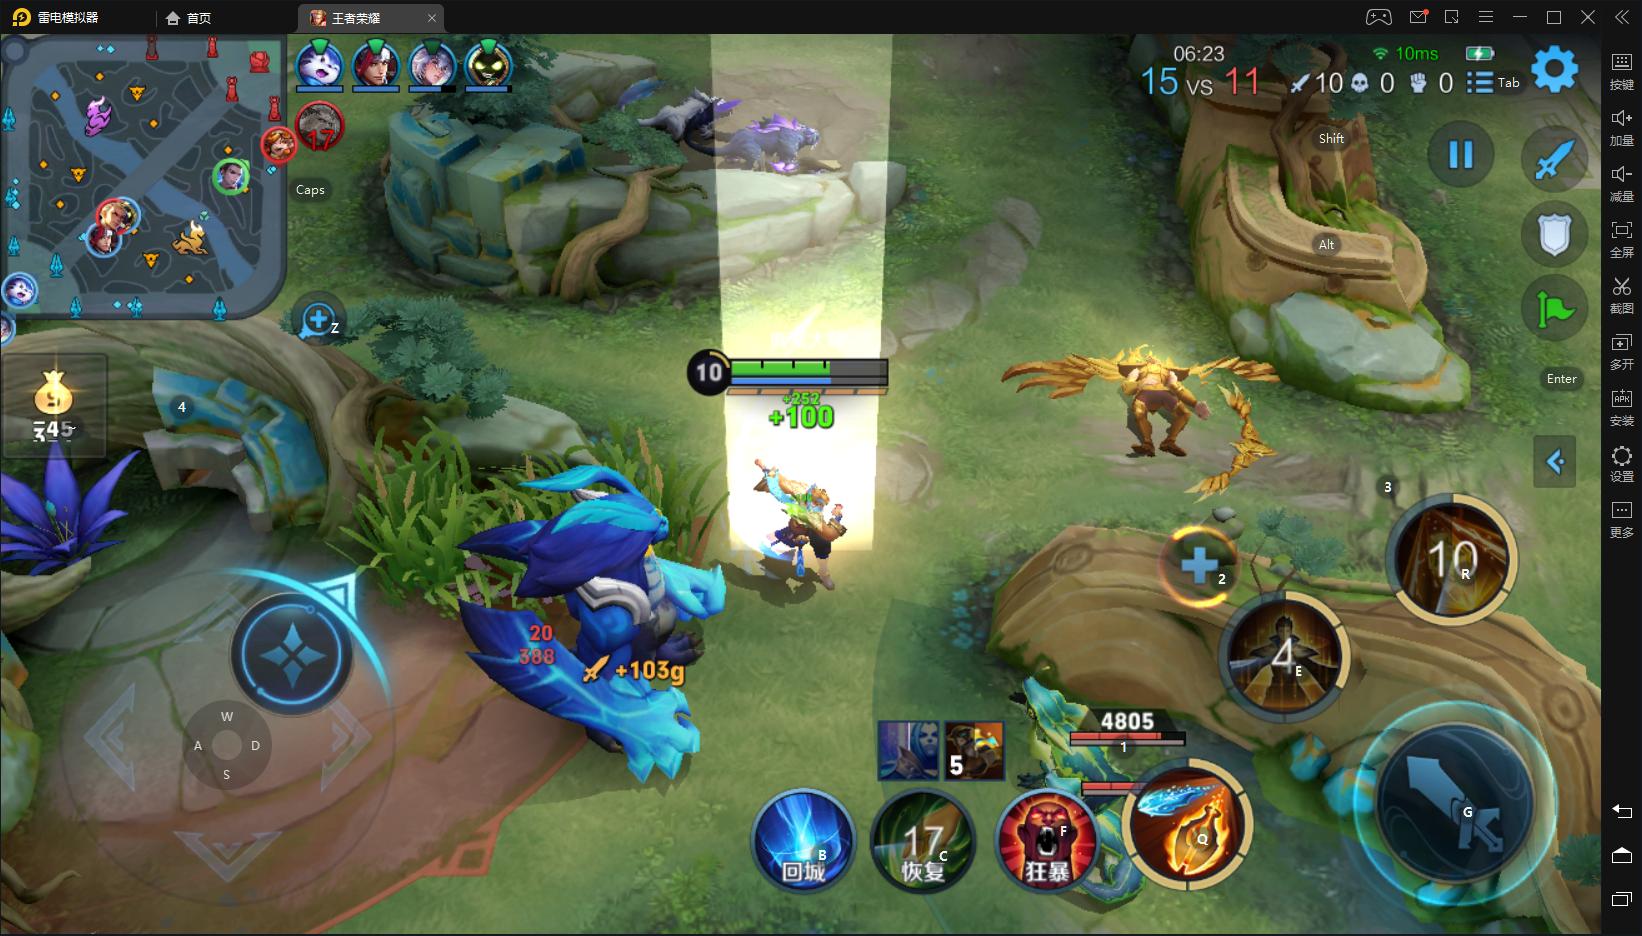 雷电模拟器
首页
王者荣耀
06:23
10ms
15 vs 11
10
0
0
Tab
17
Caps
Shift
Alt
Z
Enter
4
10
+252
+100
3
2
10
R
4
E
20
388
+103g
W
A
D
S
5
4805
1
B
回城
17
C
恢复
F
狂暴
Q
G
按键
加量
减量
全屏
截图
多开
APK
安装
设置
更多